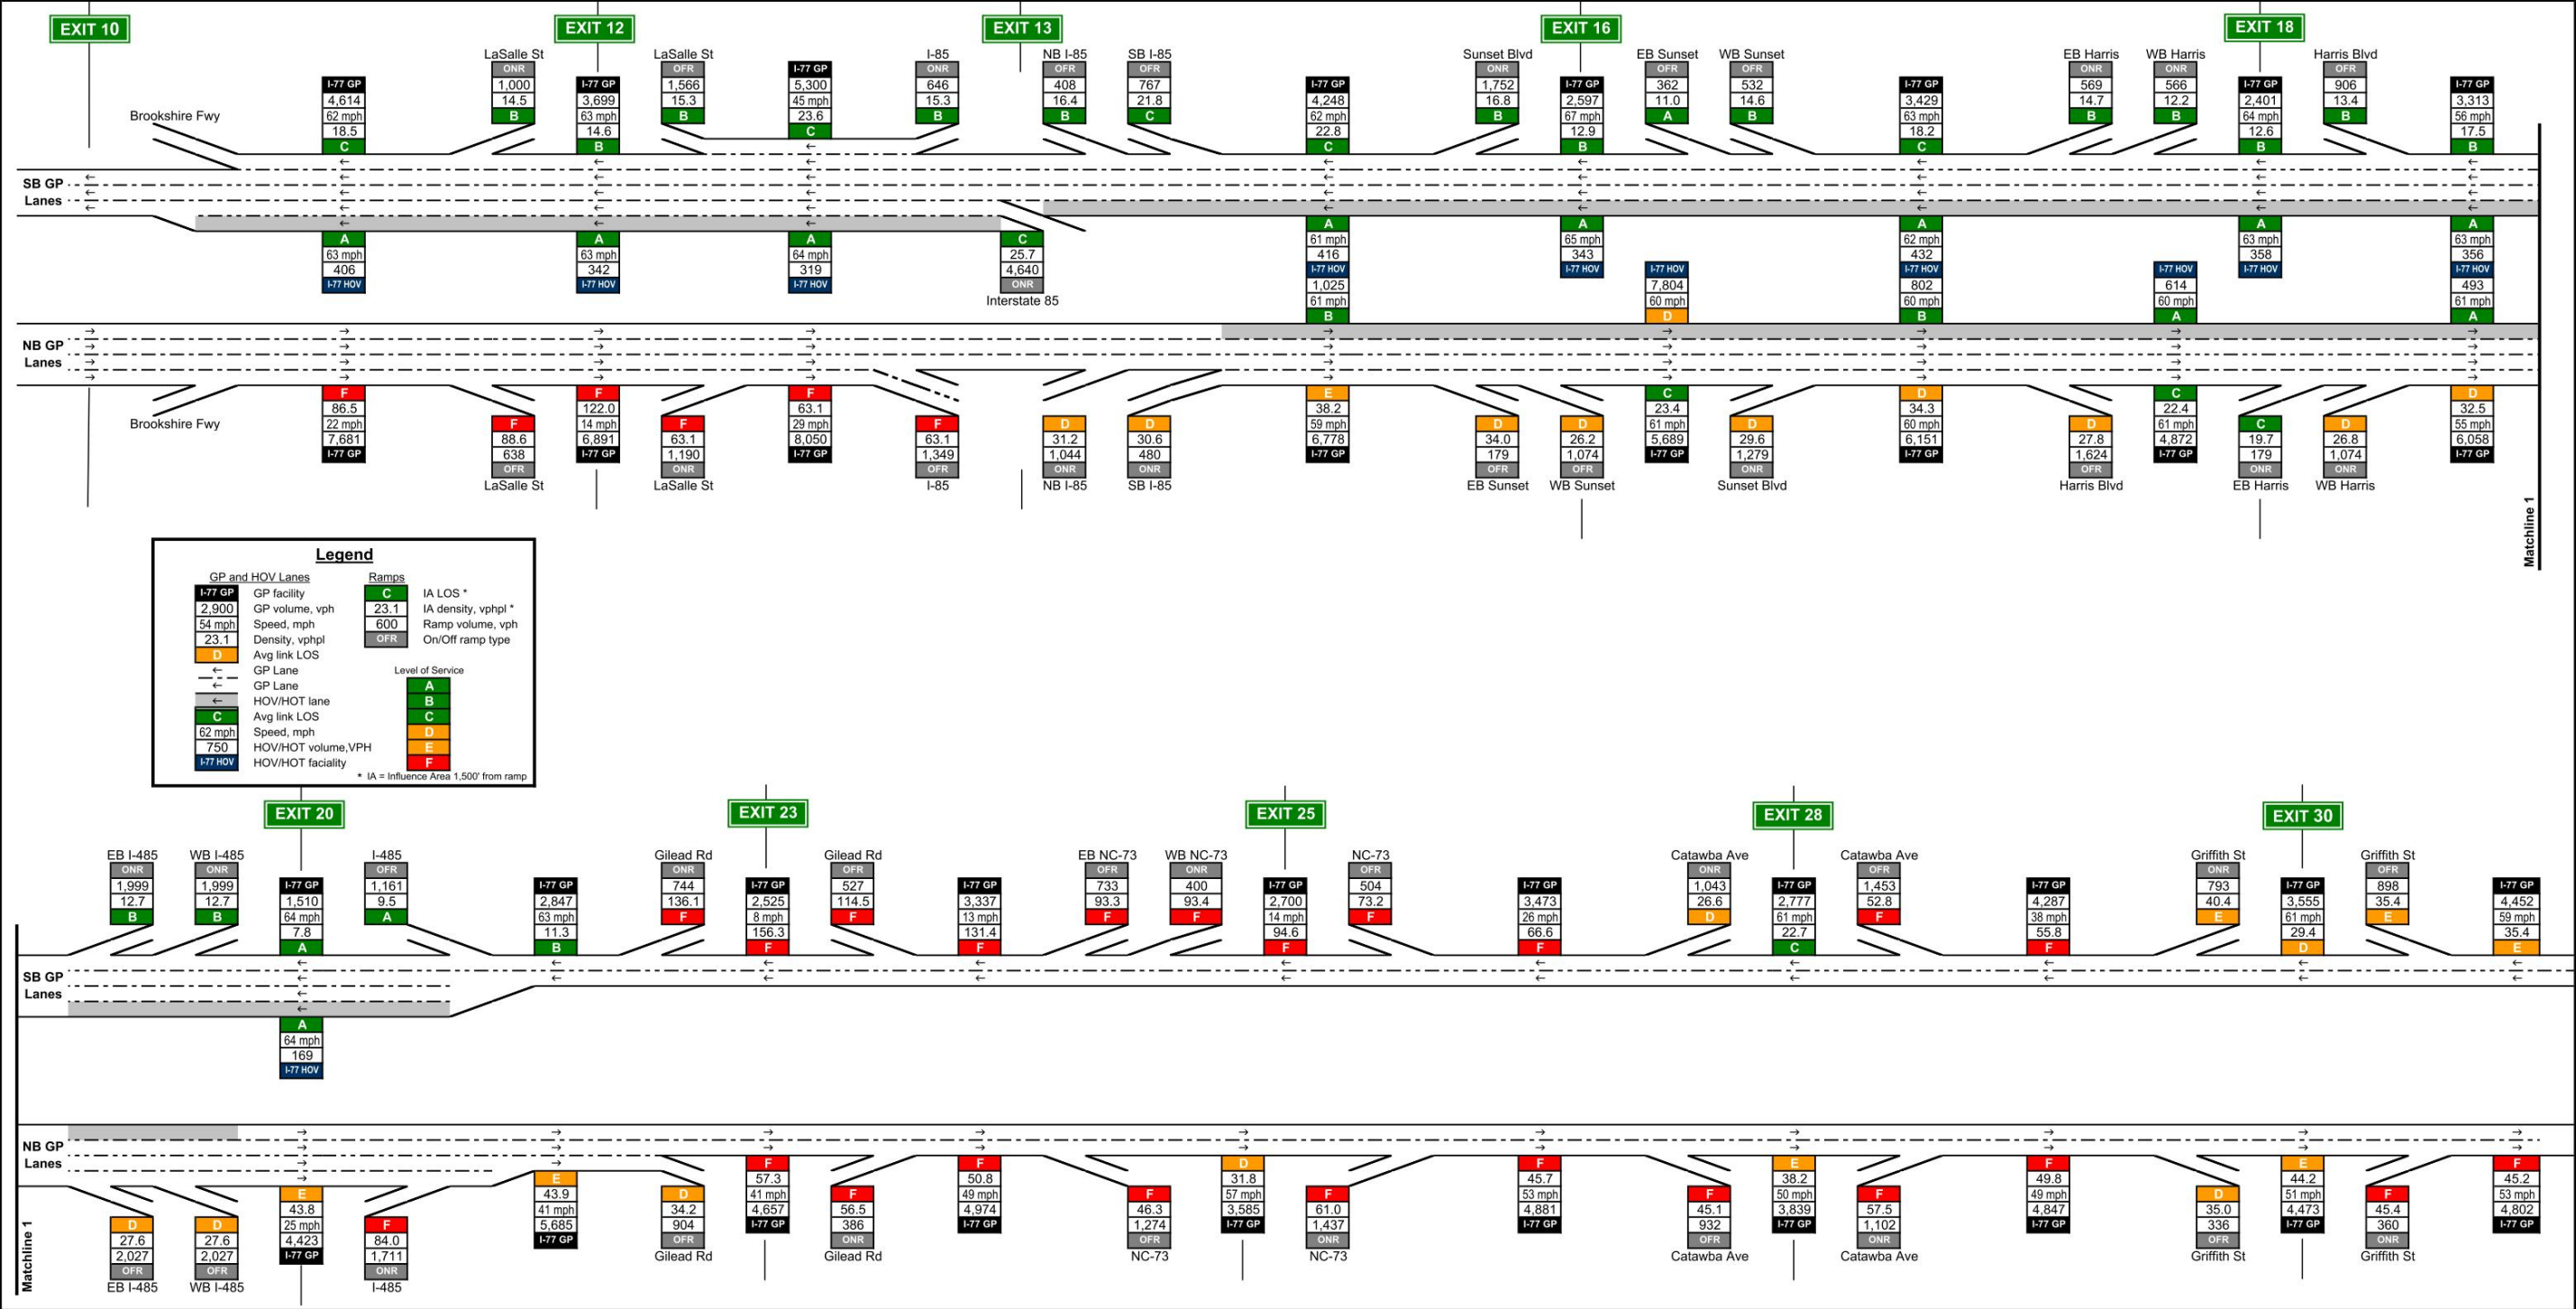 EXIT 10
EXIT 12
EXIT 13
EXIT 16
EXIT 18
LaSalle St
LaSalle St
I-85
NB I-85
SB I-85
Sunset Blvd
EB Sunset
WB Sunset
EB Harris
WB Harris
Harris Blvd
Brookshire Fwy
I-77 GP
4,614
62 mph
18.5
C
ONR
1,000
14.5
B
I-77 GP
3,699
63 mph
14.6
B
OFR
1,566
15.3
B
I-77 GP
5,300
45 mph
23.6
C
ONR
646
15.3
B
OFR
408
16.4
B
OFR
767
21.8
C
I-77 GP
4,248
62 mph
22.8
C
ONR
1,752
16.8
B
I-77 GP
2,597
67 mph
12.9
B
OFR
362
11.0
A
OFR
532
14.6
B
I-77 GP
3,429
63 mph
18.2
C
ONR
569
14.7
B
ONR
566
12.2
B
I-77 GP
2,401
64 mph
12.6
B
OFR
906
13.4
B
I-77 GP
3,313
56 mph
17.5
B
SB GP
Lanes
A
63 mph
406
I-77 HOV
A
63 mph
342
I-77 HOV
A
64 mph
319
I-77 HOV
C
25.7
4,640
ONR
Interstate 85
A
61 mph
416
I-77 HOV
1,025
61 mph
B
A
65 mph
343
I-77 HOV
I-77 HOV
7,804
60 mph
D
A
62 mph
432
I-77 HOV
802
60 mph
B
I-77 HOV
614
60 mph
A
A
63 mph
358
I-77 HOV
A
63 mph
356
I-77 HOV
493
61 mph
A
NB GP
Lanes
Brookshire Fwy
F
86.5
22 mph
7,681
I-77 GP
F
88.6
638
OFR
LaSalle St
F
122.0
14 mph
6,891
I-77 GP
F
63.1
1,190
ONR
LaSalle St
F
63.1
29 mph
8,050
I-77 GP
F
63.1
1,349
OFR
I-85
D
31.2
1,044
ONR
NB I-85
D
30.6
480
ONR
SB I-85
E
38.2
59 mph
6,778
I-77 GP
D
34.0
179
OFR
EB Sunset
D
26.2
1,074
OFR
WB Sunset
C
23.4
61 mph
5,689
I-77 GP
D
29.6
1,279
ONR
Sunset Blvd
D
34.3
60 mph
6,151
I-77 GP
D
27.8
1,624
OFR
Harris Blvd
C
22.4
61 mph
4,872
I-77 GP
C
19.7
179
ONR
EB Harris
D
26.8
1,074
ONR
WB Harris
D
32.5
55 mph
6,058
I-77 GP
Matchline 1
Legend
GP and HOV Lanes
Ramps
I-77 GP GP facility C IA LOS *
2,900 GP volume, vph 23.1 IA density, vphpl *
54 mph Speed, mph 600 Ramp volume, vph
23.1 Density, vphpl OFR On/Off ramp type
D Avg link LOS
GP Lane Level of Service
GP Lane A
HOV/HOT lane B
C Avg link LOS C
62 mph Speed, mph D
750 HOV/HOT volume,VPH E
I-77 HOV HOV/HOT faciality F
* IA = Influence Area 1,500' from ramp
EXIT 20
EXIT 23
EXIT 25
EXIT 28
EXIT 30
EB I-485
ONR
1,999
12.7
B
WB I-485
ONR
1,999
12.7
B
I-77 GP
1,510
64 mph
7.8
A
I-485
OFR
1,161
9.5
A
I-77 GP
2,847
63 mph
11.3
B
Gilead Rd
ONR
744
136.1
F
I-77 GP
2,525
8 mph
156.3
F
Gilead Rd
OFR
527
114.5
F
I-77 GP
3,337
13 mph
131.4
F
EB NC-73
ONR
733
93.3
F
WB NC-73
ONR
400
93.4
F
I-77 GP
2,700
14 mph
94.6
F
NC-73
OFR
504
73.2
F
I-77 GP
3,473
26 mph
66.6
F
Catawba Ave
ONR
1,043
26.6
D
I-77 GP
2,777
61 mph
22.7
C
Catawba Ave
OFR
1,453
52.8
F
I-77 GP
4,287
38 mph
55.8
F
Griffith St
ONR
793
40.4
E
I-77 GP
3,555
61 mph
29.4
D
Griffith St
OFR
898
35.4
E
I-77 GP
4,452
59 mph
35.4
E
SB GP
Lanes
A
64 mph
169
I-77 HOV
NB GP
Lanes
Matchline 1
D
27.6
2,027
OFR
EB I-485
D
27.6
2,027
OFR
WB I-485
E
43.8
25 mph
4,423
I-77 GP
F
84.0
1,711
ONR
I-485
E
43.9
41 mph
5,685
I-77 GP
D
34.2
904
OFR
Gilead Rd
F
57.3
41 mph
4,657
I-77 GP
F
56.5
386
ONR
Gilead Rd
F
50.8
49 mph
4,974
I-77 GP
F
46.3
1,274
OFR
NC-73
D
31.8
57 mph
3,585
I-77 GP
F
61.0
1,437
ONR
NC-73
F
45.7
53 mph
4,881
I-77 GP
F
45.1
932
OFR
Catawba Ave
E
38.2
50 mph
3,839
I-77 GP
F
57.5
1,102
ONR
Catawba Ave
F
49.8
49 mph
4,847
I-77 GP
D
35.0
336
OFR
Griffith St
E
44.2
51 mph
4,473
I-77 GP
F
45.4
360
ONR
Griffith St
F
45.2
53 mph
4,802
I-77 GP